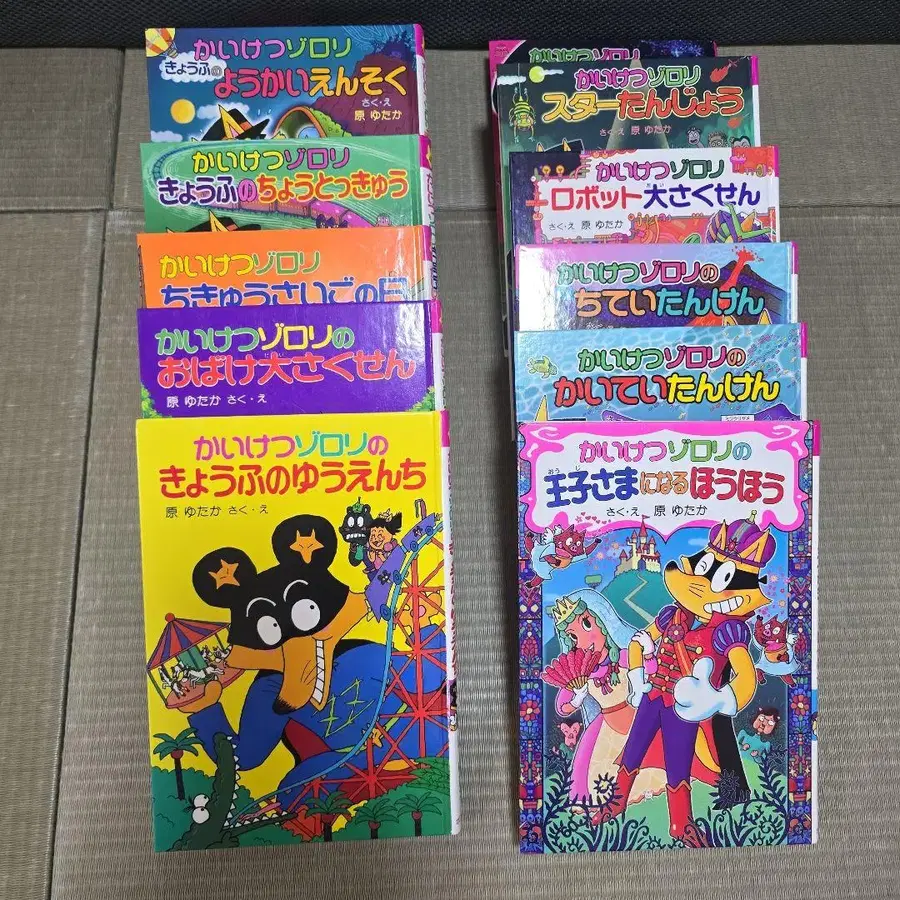 かいけつゾロリ
きょうふの
ようかいえんそく
さく・え
原 ゆたか
かいけつゾロリ
きょうふのちょうとっきゅう
かいけつゾロリ
ちきゅうさいごの日
かいけつゾロリの
おばけ大さくせん
原 ゆたか さく・え
かいけつゾロリの
きょうふのゆうえんち
原 ゆたか さく・え
かいけつゾロリ
かいけつゾロリ
スターたんじょう
さく・え 原 ゆたか
かいけつゾロリ
ロボット大さくせん
さく・え 原 ゆたか
かいけつゾロリの
ちていたんけん
かいけつゾロリの
かいていたんけん
かいけつゾロリの
王子さまになるほうほう
おうじ
さく・え 原 ゆたか